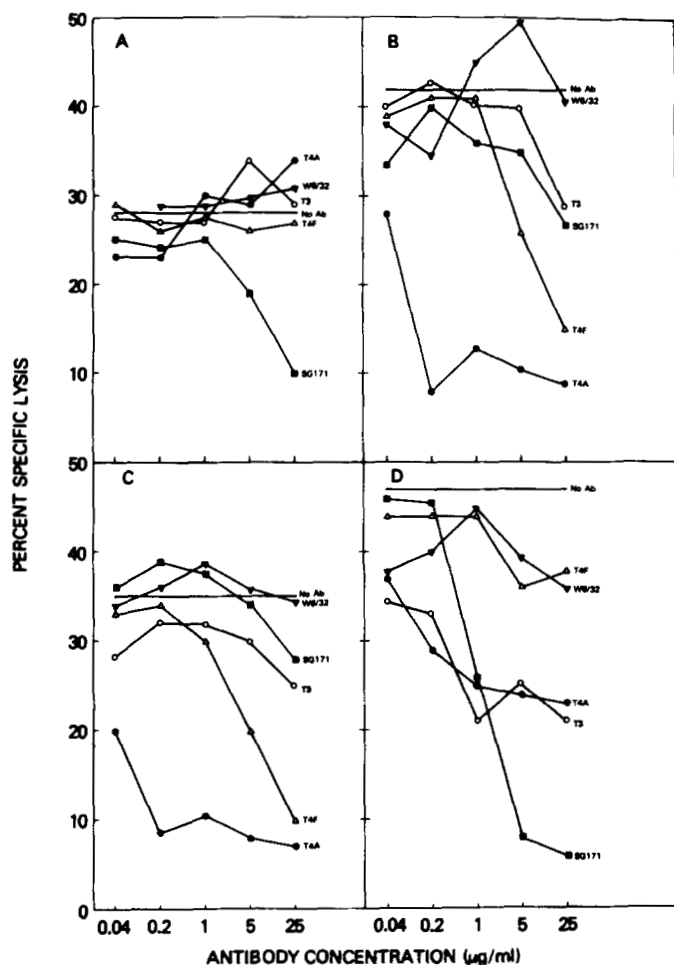 A
B
50
40
30
20
10
T4A
W6/32
T3
No Ab
T4F
SG171
No Ab
W6/32
T3
SG171
T4F
T4A
PERCENT SPECIFIC LYSIS
C
D
50
40
30
20
10
0
No Ab
W6/32
SG171
T3
T4F
T4A
No Ab
T4F
W6/32
T4A
T3
SG171
0.04 0.2 1 5 25
0.04 0.2 1 5 25
ANTIBODY CONCENTRATION (μg/ml)